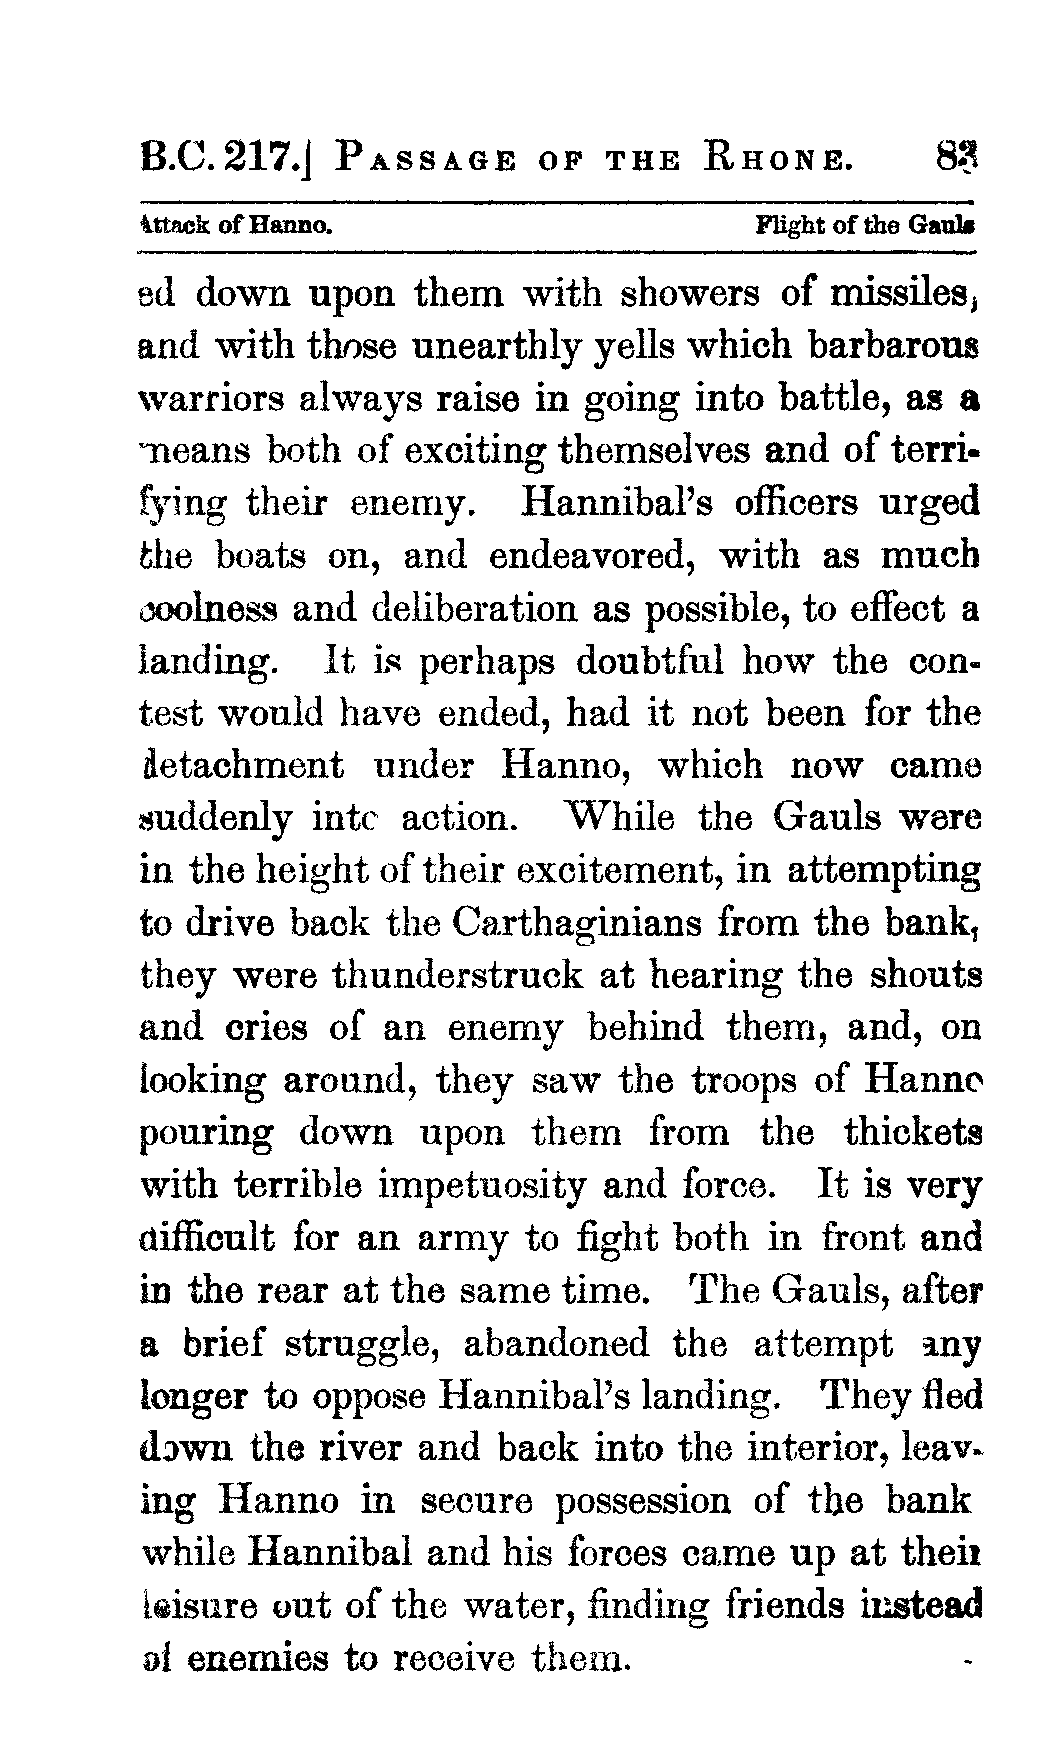 B.C. 217.] PASSAGE OF THE RHONE. 83
Attack of Hanno. Flight of the Gauls
ed down upon them with showers of missiles,
and with those unearthly yells which barbarous
warriors always raise in going into battle, as a
means both of exciting themselves and of terri-
fying their enemy. Hannibal's officers urged
the boats on, and endeavored, with as much
coolness and deliberation as possible, to effect a
landing. It is perhaps doubtful how the con-
test would have ended, had it not been for the
detachment under Hanno, which now came
suddenly into action. While the Gauls were
in the height of their excitement, in attempting
to drive back the Carthaginians from the bank,
they were thunderstruck at hearing the shouts
and cries of an enemy behind them, and, on
looking around, they saw the troops of Hanno
pouring down upon them from the thickets
with terrible impetuosity and force. It is very
difficult for an army to fight both in front and
in the rear at the same time. The Gauls, after
a brief struggle, abandoned the attempt any
longer to oppose Hannibal's landing. They fled
down the river and back into the interior, leav-
ing Hanno in secure possession of the bank
while Hannibal and his forces came up at their
leisure out of the water, finding friends instead
of enemies to receive them.